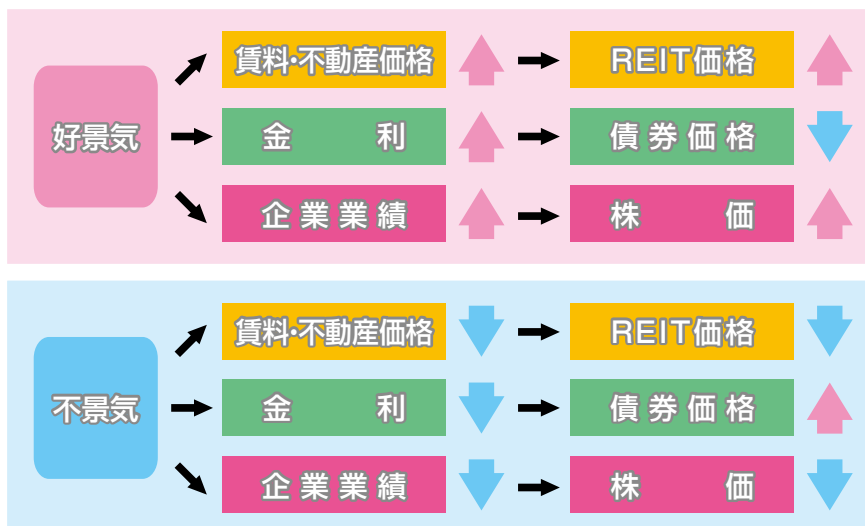 賃料・不動産価格
REIT価格
好景気
金利
債券価格
企業業績
株価
賃料・不動産価格
REIT価格
不景気
金利
債券価格
企業業績
株価